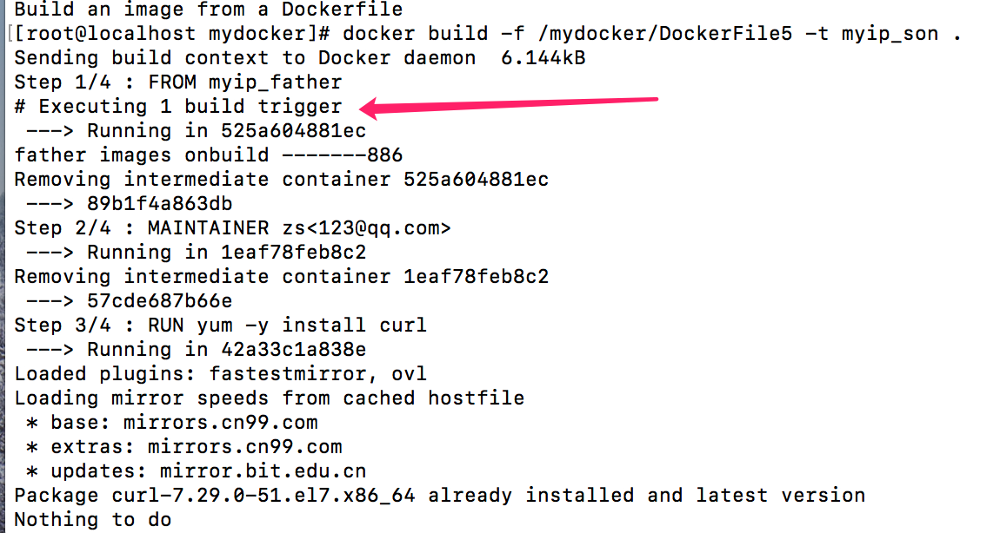 Build an image from a Dockerfile
[[root@localhost mydocker]# docker build -f /mydocker/DockerFile5 -t myip_son .
Sending build context to Docker daemon  6.144kB
Step 1/4 : FROM myip_father
# Executing 1 build trigger
 ---> Running in 525a604881ec
father images onbuild -------886
Removing intermediate container 525a604881ec
 ---> 89b1f4a863db
Step 2/4 : MAINTAINER zs<123@qq.com>
 ---> Running in 1eaf78feb8c2
Removing intermediate container 1eaf78feb8c2
 ---> 57cde687b66e
Step 3/4 : RUN yum -y install curl
 ---> Running in 42a33c1a838e
Loaded plugins: fastestmirror, ovl
Loading mirror speeds from cached hostfile
 * base: mirrors.cn99.com
 * extras: mirrors.cn99.com
 * updates: mirror.bit.edu.cn
Package curl-7.29.0-51.el7.x86_64 already installed and latest version
Nothing to do